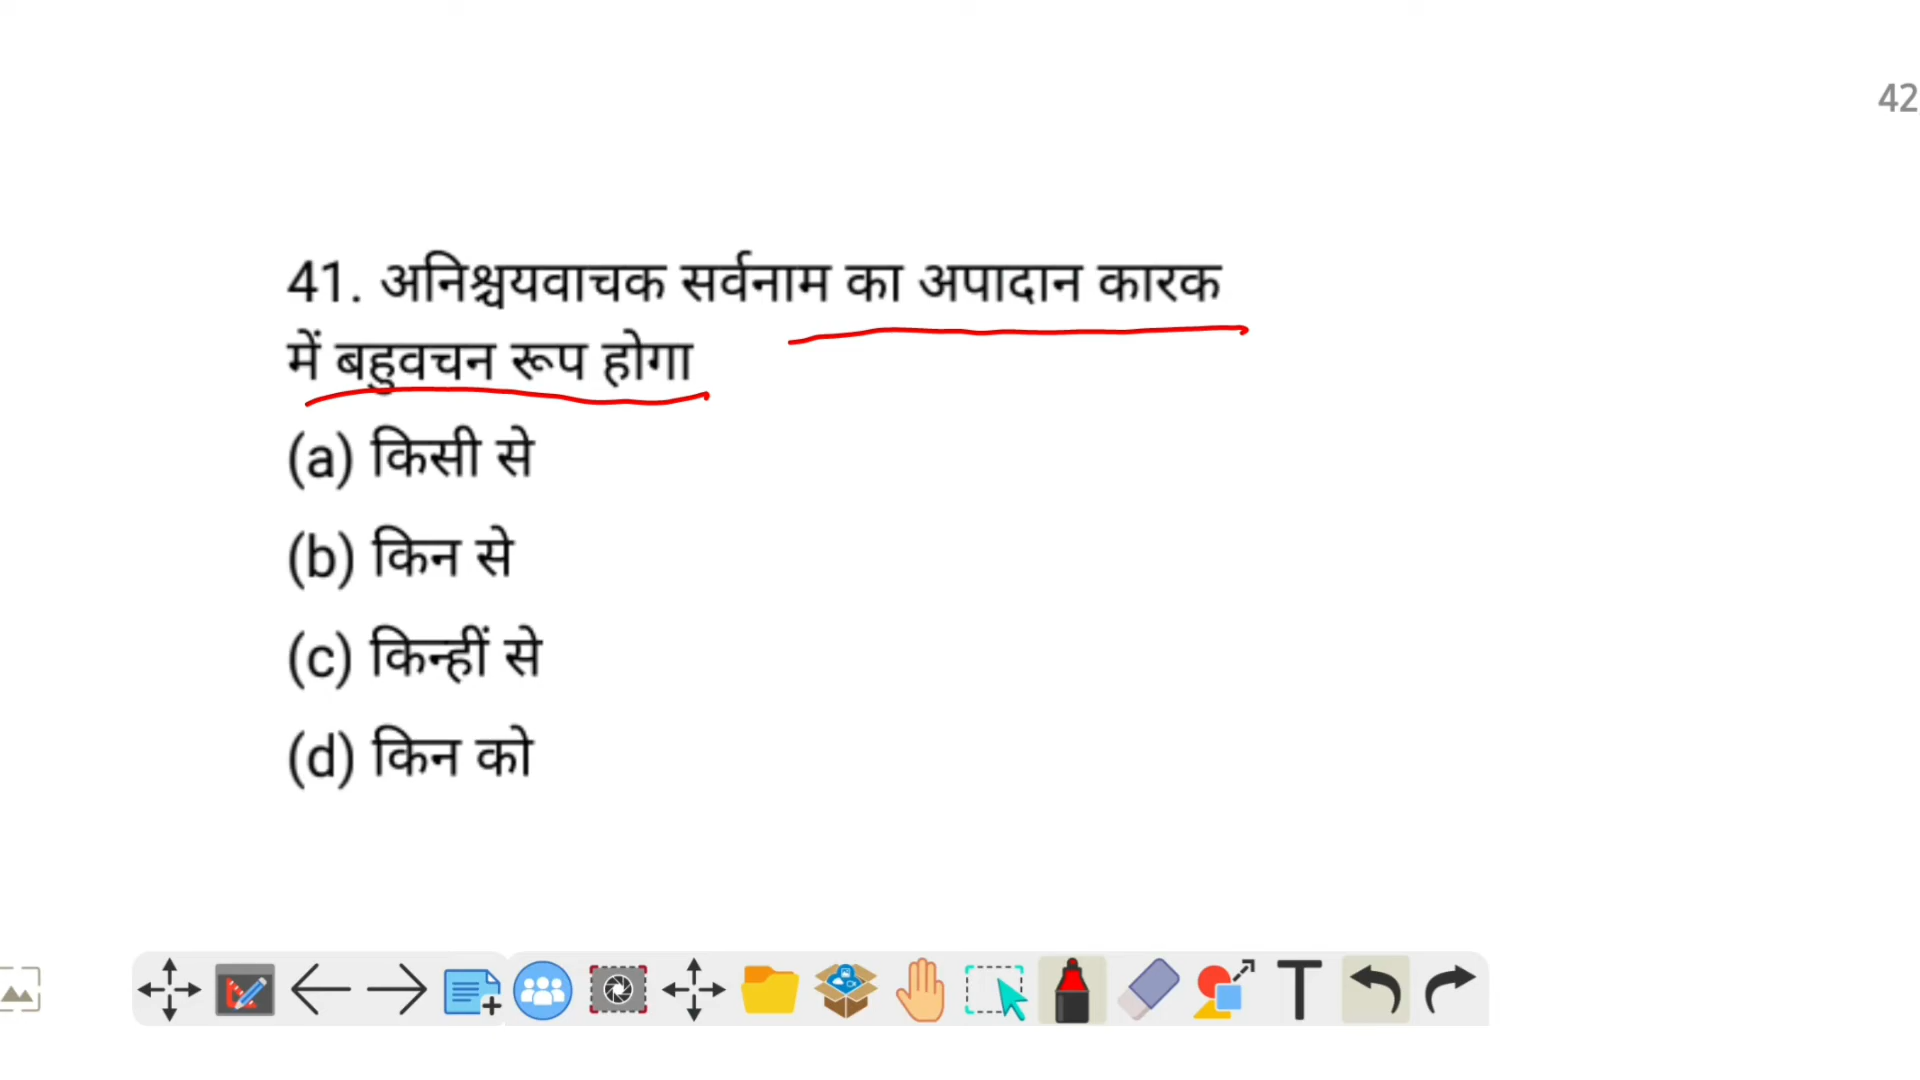 42
41. अनिश्चयवाचक सर्वनाम का अपादान कारक
में बहुवचन रूप होगा
(a) किसी से
(b) किन से
(c) किन्हीं से
(d) किन को